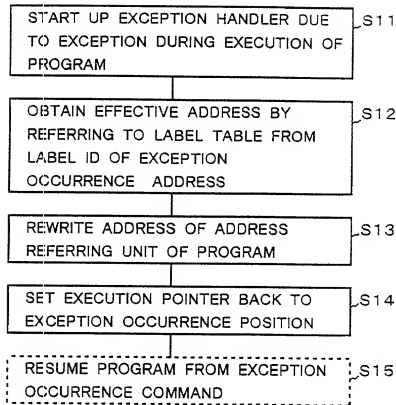 START UP EXCEPTION HANDLER DUE
TO EXCEPTION DURING EXECUTION OF
PROGRAM
S11
OBTAIN EFFECTIVE ADDRESS BY
REFERRING TO LABEL TABLE FROM
LABEL ID OF EXCEPTION
OCCURRENCE ADDRESS
S12
REWRITE ADDRESS OF ADDRESS
REFERRING UNIT OF PROGRAM
S13
SET EXECUTION POINTER BACK TO
EXCEPTION OCCURRENCE POSITION
S14
RESUME PROGRAM FROM EXCEPTION
OCCURRENCE COMMAND
S15